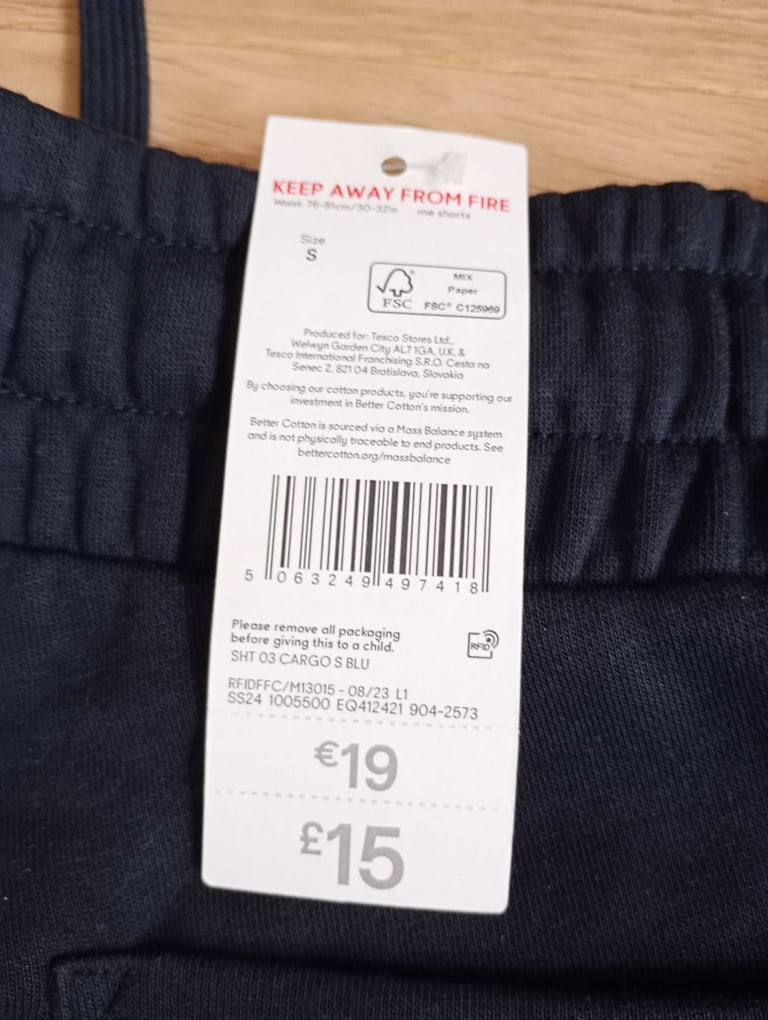 KEEP AWAY FROM FIRE
Waist: 76-81cm/30-32in me shorts
Size
S
MIX
Paper
FSC® C125969
FSC
Produced for: Tesco Stores Ltd.,
Welwyn Garden City AL7 1GA, U.K. &
Tesco International Franchising S.R.O. Cesta na
Senec 2, 821 04 Bratislava, Slovakia
By choosing our cotton products, you're supporting our
investment in Better Cotton's mission.
Better Cotton is sourced via a Mass Balance system
and is not physically traceable to end products. See
bettercotton.org/massbalance
5 063249 497418
Please remove all packaging
before giving this to a child.
RFID
SHT 03 CARGO S BLU
RFIDFFC/M13015 - 08/23 L1
SS24 1005500 EQ412421 904-2573
€19
£15